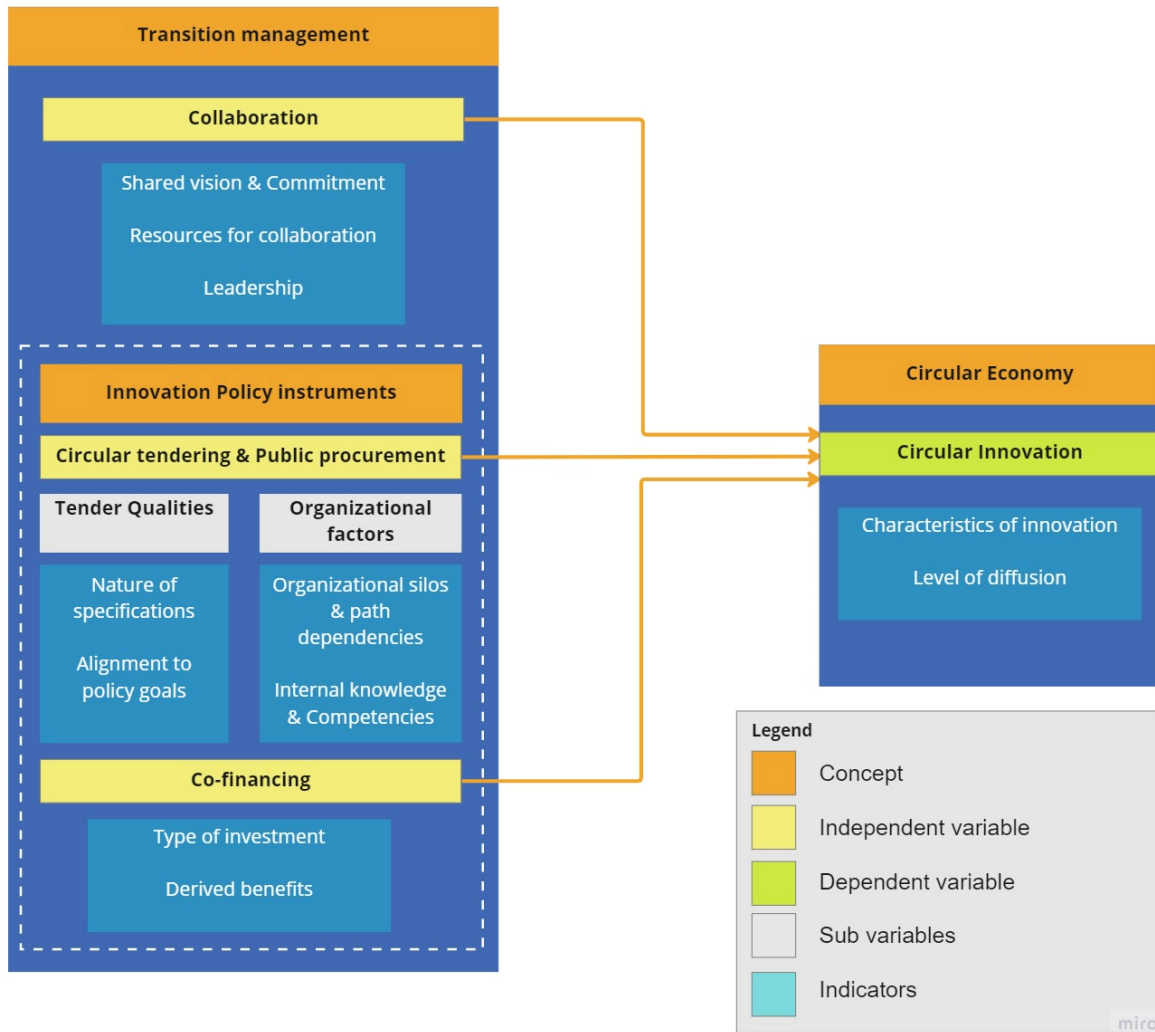 Transition management
Collaboration
Shared vision & Commitment
Resources for collaboration
Leadership
Innovation Policy instruments
Circular tendering & Public procurement
Tender Qualities
Nature of
specifications
Alignment to
policy goals
Organizational
factors
Organizational silos
& path
dependencies
Internal knowledge
& Competencies
Co-financing
Type of investment
Derived benefits
Circular Economy
Circular Innovation
Characteristics of innovation
Level of diffusion
Legend
Concept
Independent variable
Dependent variable
Sub variables
Indicators
miro